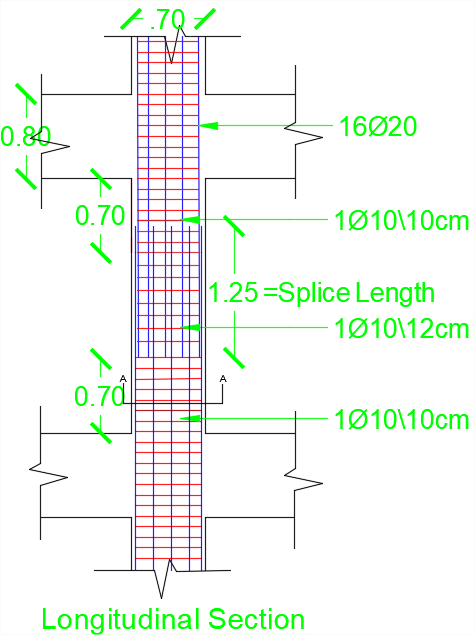 .70
0.80
16Ø20
0.70
1Ø10\10cm
1.25 =Splice Length
1Ø10\12cm
A A
0.70
1Ø10\10cm
Longitudinal Section